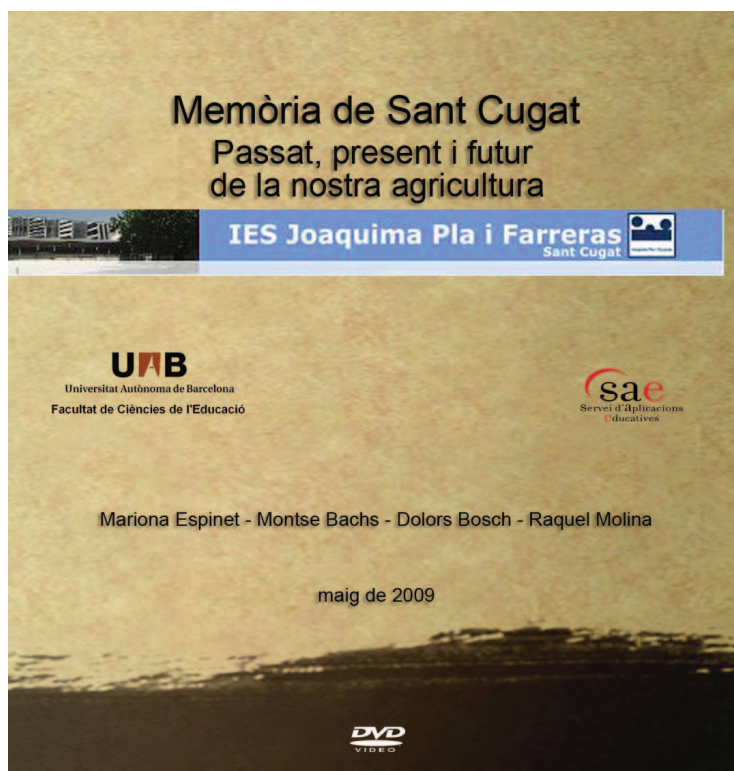 Memòria de Sant Cugat
Passat, present i futur
de la nostra agricultura
IES Joaquima Pla i Farreras
Sant Cugat
UAB
Universitat Autònoma de Barcelona
Facultat de Ciències de l'Educació
sae
Servei d'aplicacions
educatives
Mariona Espinet - Montse Bachs - Dolors Bosch - Raquel Molina
maig de 2009
DVD
VIDEO